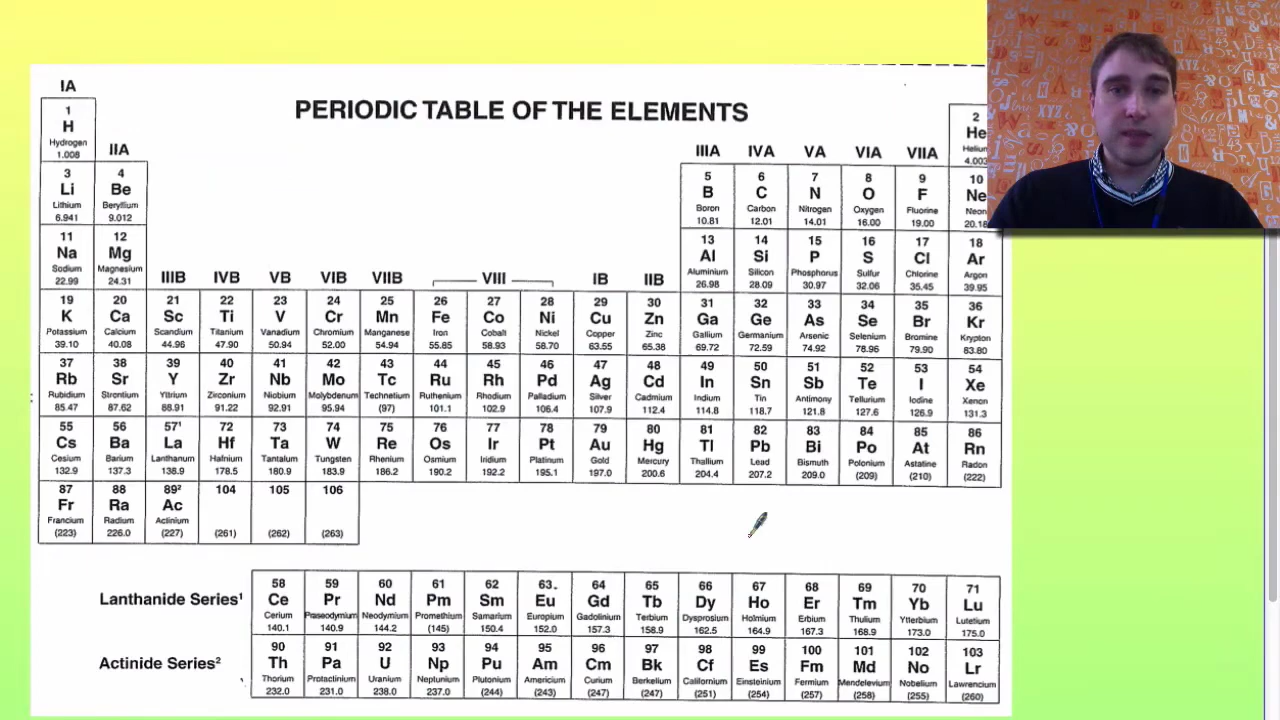 IA
PERIODIC TABLE OF THE ELEMENTS
1 2
H He
Hydrogen
1.008 4.003
IIA IIIA IVA VA VIA VIIA
3 4 5 6 7 8 9 10
Li Be B C N O F Ne
Lithium Beryllium Boron Carbon Nitrogen Oxygen Fluorine Neon
6.941 9.012 10.81 12.01 14.01 16.00 19.00 20.18
11 12 13 14 15 16 17 18
Na Mg Al Si P S Cl Ar
Sodium Magnesium Aluminium Silicon Phosphorus Sulfur Chlorine Argon
22.99 24.31 26.98 28.09 30.97 32.06 35.45 39.95
IIIB IVB VB VIB VIIB VIII IB IIB
19 20 21 22 23 24 25 26 27 28 29 30 31 32 33 34 35 36
K Ca Sc Ti V Cr Mn Fe Co Ni Cu Zn Ga Ge As Se Br Kr
Potassium Calcium Scandium Titanium Vanadium Chromium Manganese Iron Cobalt Nickel Copper Zinc Gallium Germanium Arsenic Selenium Bromine Krypton
39.10 40.08 44.96 47.90 50.94 52.00 54.94 55.85 58.93 58.70 63.55 65.38 69.72 72.59 74.92 78.96 79.90 83.80
37 38 39 40 41 42 43 44 45 46 47 48 49 50 51 52 53 54
Rb Sr Y Zr Nb Mo Tc Ru Rh Pd Ag Cd In Sn Sb Te I Xe
Rubidium Strontium Yttrium Zirconium Niobium Molybdenum Technetium Ruthenium Rhodium Palladium Silver Cadmium Indium Tin Antimony Tellurium Iodine Xenon
85.47 87.62 88.91 91.22 92.91 95.94 (97) 101.1 102.9 106.4 107.9 112.4 114.8 118.7 121.8 127.6 126.9 131.3
55 56 57¹ 72 73 74 75 76 77 78 79 80 81 82 83 84 85 86
Cs Ba La Hf Ta W Re Os Ir Pt Au Hg Tl Pb Bi Po At Rn
Cesium Barium Lanthanum Hafnium Tantalum Tungsten Rhenium Osmium Iridium Platinum Gold Mercury Thallium Lead Bismuth Polonium Astatine Radon
132.9 137.3 138.9 178.5 180.9 183.9 186.2 190.2 192.2 195.1 197.0 200.6 204.4 207.2 209.0 (209) (210) (222)
87 88 89² 104 105 106
Fr Ra Ac
Francium Radium Actinium
(223) 226.0 (227) (261) (262) (263)
58 59 60 61 62 63 64 65 66 67 68 69 70 71
Lanthanide Series¹ Ce Pr Nd Pm Sm Eu Gd Tb Dy Ho Er Tm Yb Lu
Cerium Praseodymium Neodymium Promethium Samarium Europium Gadolinium Terbium Dysprosium Holmium Erbium Thulium Ytterbium Lutetium
140.1 140.9 144.2 (145) 150.4 152.0 157.3 158.9 162.5 164.9 167.3 168.9 173.0 175.0
90 91 92 93 94 95 96 97 98 99 100 101 102 103
Actinide Series² Th Pa U Np Pu Am Cm Bk Cf Es Fm Md No Lr
Thorium Protactinium Uranium Neptunium Plutonium Americium Curium Berkelium Californium Einsteinium Fermium Mendelevium Nobelium Lawrencium
232.0 231.0 238.0 237.0 (244) (243) (247) (247) (251) (254) (257) (258) (255) (260)
XYZ